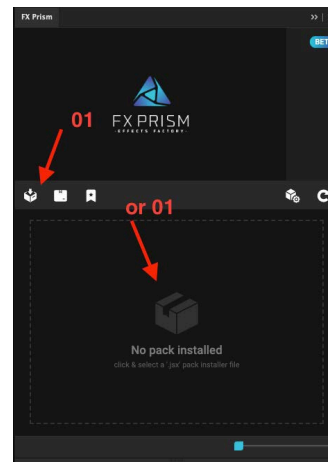 FX Prism
BET
01
FX PRISM
-EFFECTS FACTORY-
or 01
No pack installed
click & select a '.jsx' pack installer file